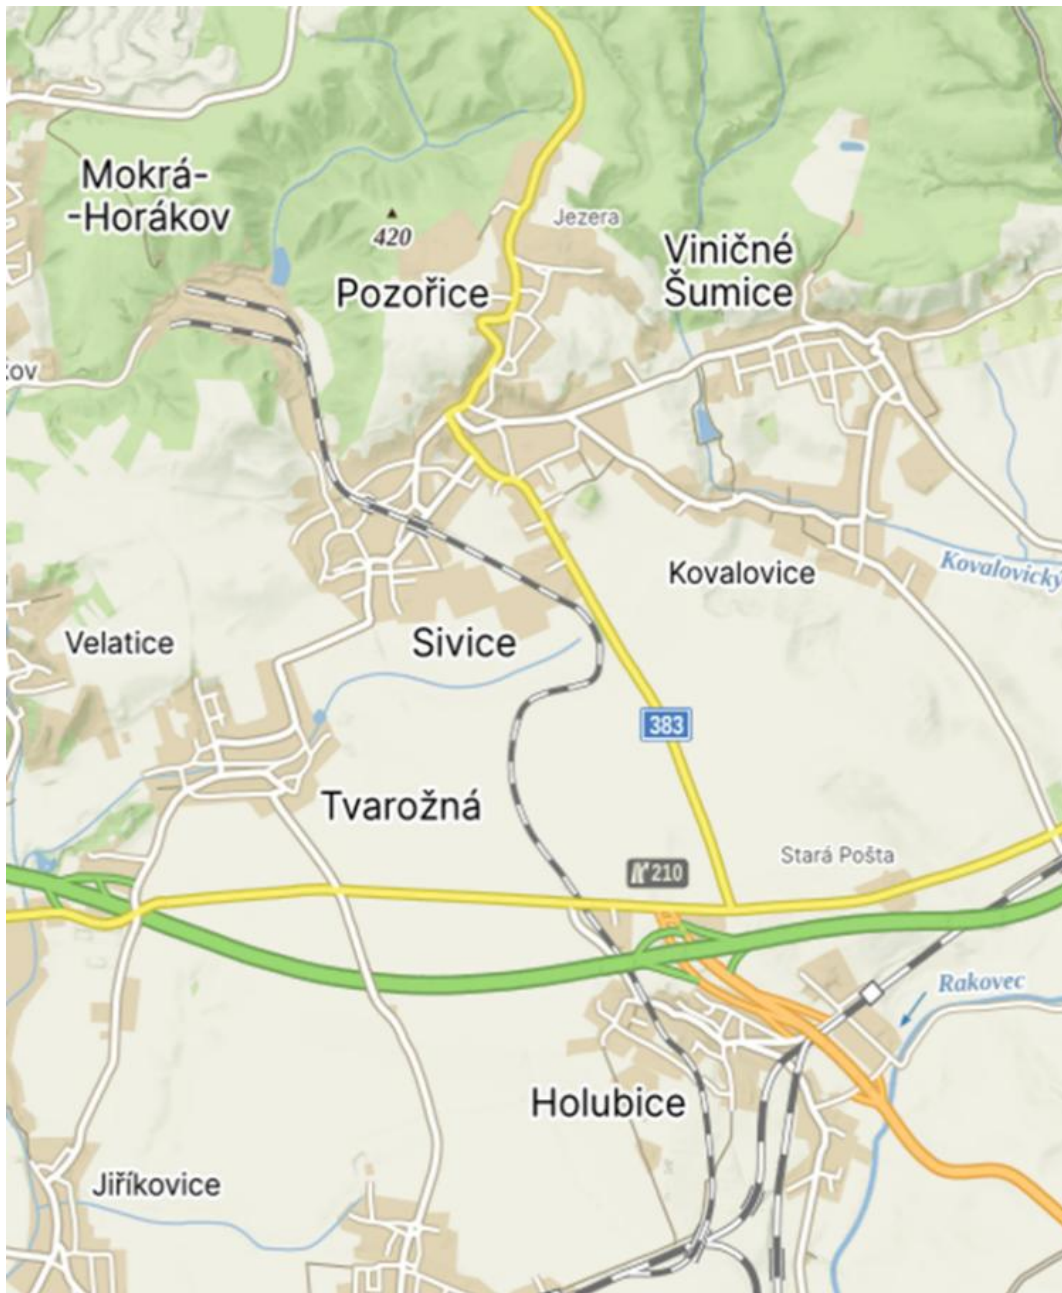 Mokrá-
-Horákov
420
Jezera
Viničné
Šumice
Pozořice
kov
Kovalovice
Kovalovický
Velatice
Sivice
383
Tvarožná
Stará Pošta
210
Rakovec
Holubice
Jiříkovice